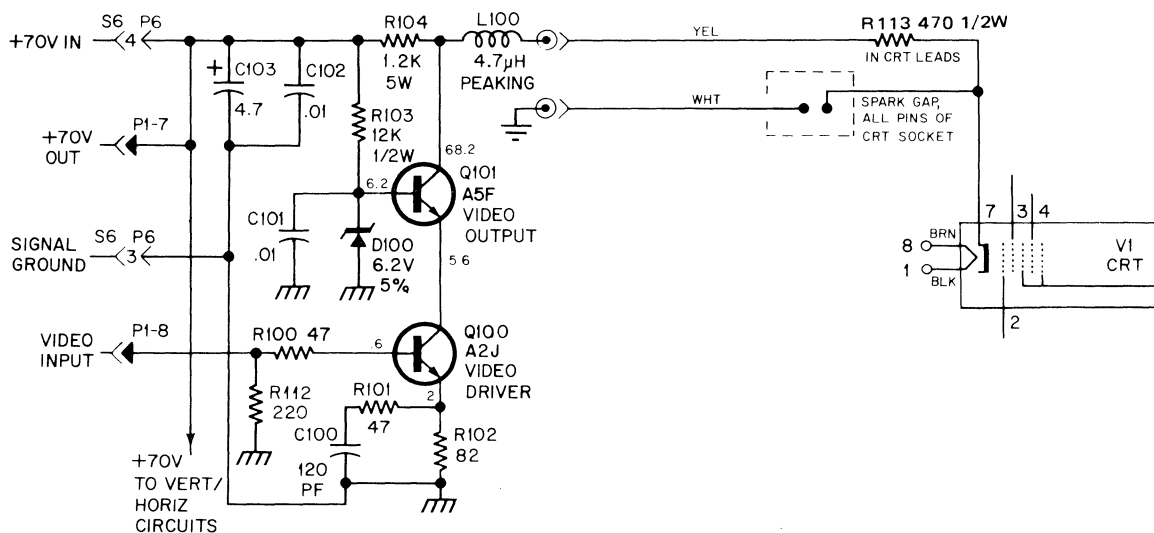 +70V IN
S6
4
P6
C103
+
4.7
C102
.01
R104
1.2K
5W
L100
4.7µH
PEAKING
YEL
R113 470 1/2W
IN CRT LEADS
WHT
SPARK GAP,
ALL PINS OF
CRT SOCKET
+70V
OUT
P1-7
R103
12K
1/2W
68.2
6.2
Q101
A5F
VIDEO
OUTPUT
C101
.01
D100
6.2V
5%
5 6
SIGNAL
GROUND
S6
3
P6
7
3
4
8
BRN
1
BLK
2
V1
CRT
VIDEO
INPUT
P1-8
R100 47
.6
Q100
A2J
VIDEO
DRIVER
R112
220
R101
47
2
C100
120
PF
R102
82
+70V
TO VERT/
HORIZ
CIRCUITS